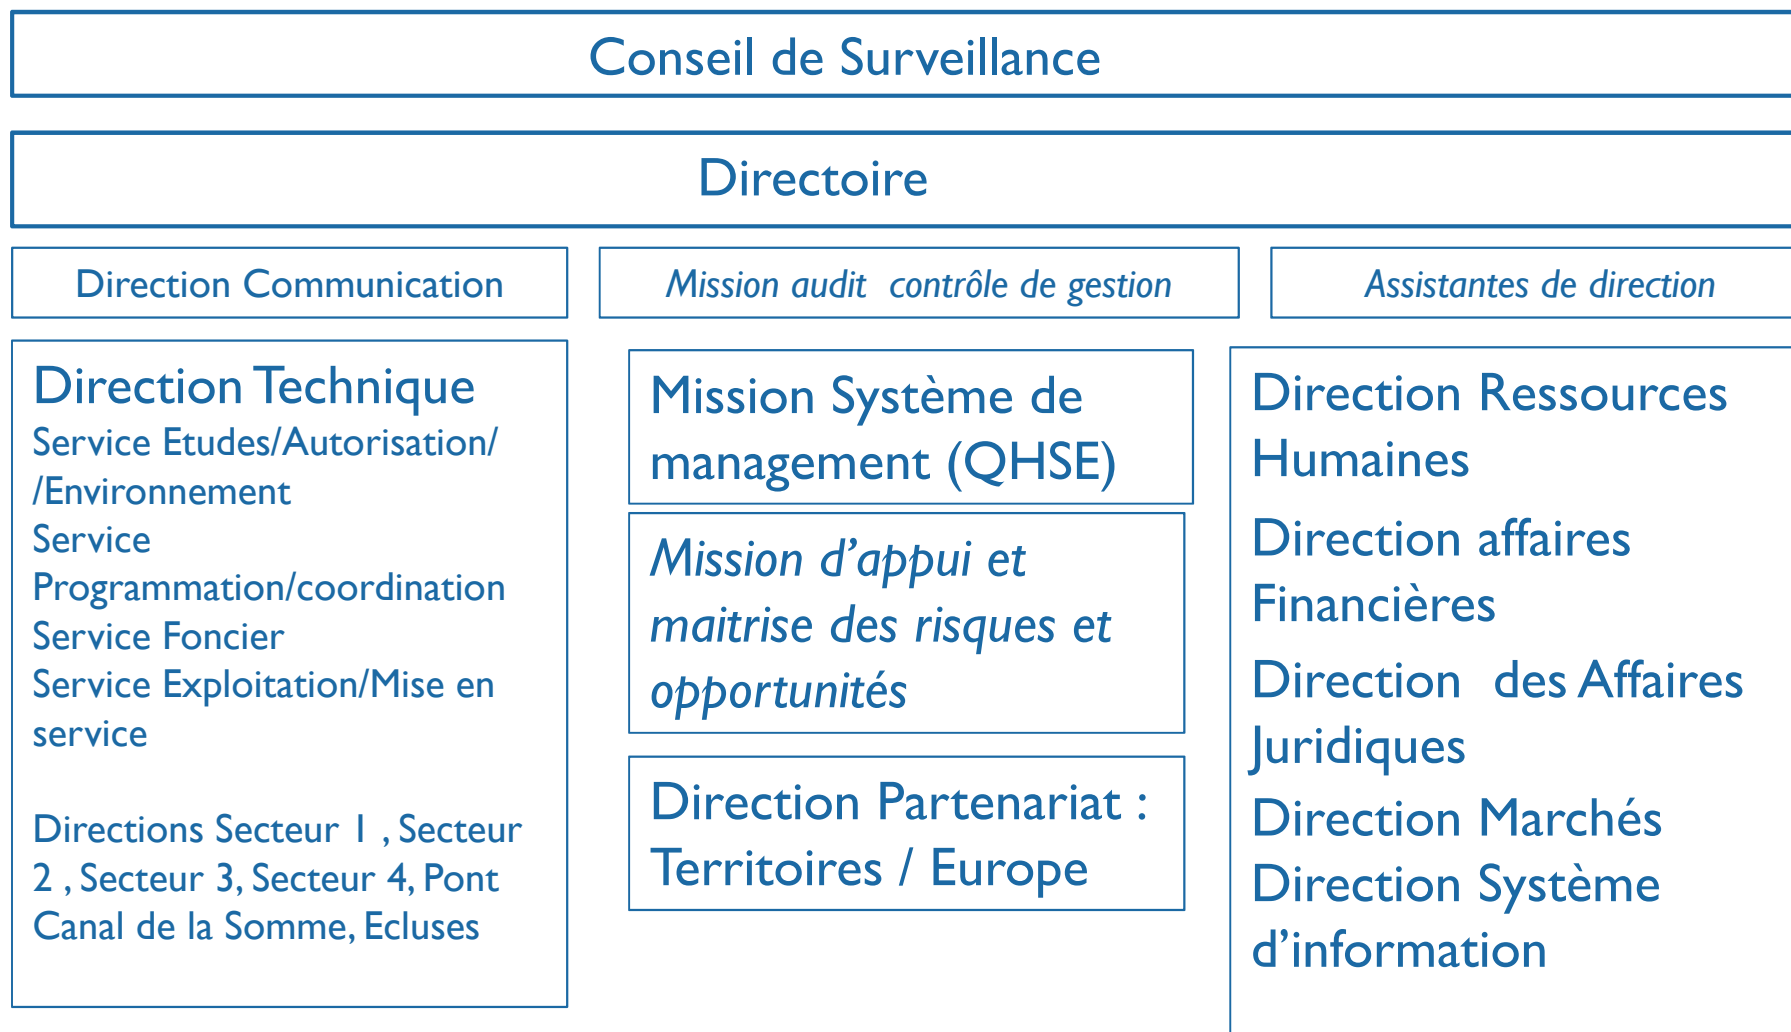 Conseil de Surveillance
Directoire
Direction Communication
Mission audit contrôle de gestion
Assistantes de direction
Direction Technique
Service Etudes/Autorisation/
/Environnement
Service
Programmation/coordination
Service Foncier
Service Exploitation/Mise en
service
Directions Secteur 1 , Secteur
2 , Secteur 3, Secteur 4, Pont
Canal de la Somme, Ecluses
Mission Système de
management (QHSE)
Mission d’appui et
maitrise des risques et
opportunités
Direction Partenariat :
Territoires / Europe
Direction Ressources
Humaines
Direction affaires
Financières
Direction des Affaires
Juridiques
Direction Marchés
Direction Système
d’information